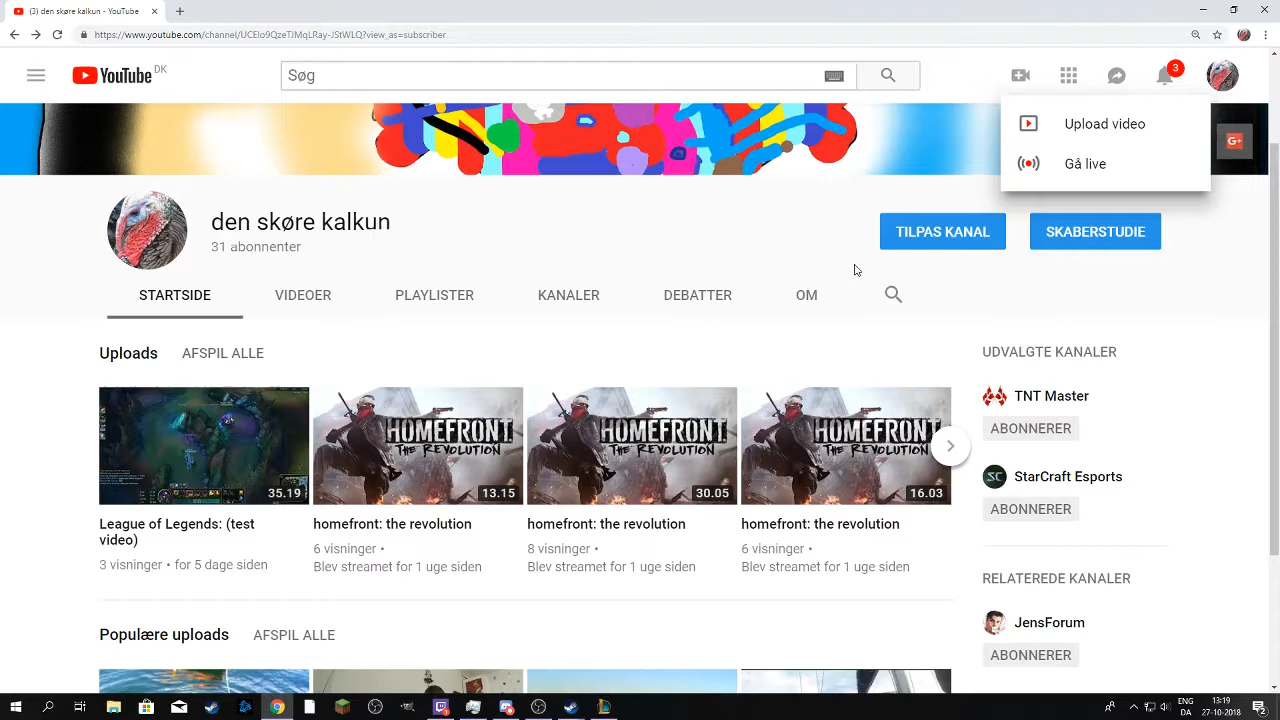 (3) den skøre kalkun - YouTube
https://www.youtube.com/channel/UCEIo9QzeTJMqLRay-JStWLQ?view_as=subscriber
YouTube DK
Søg
3
Upload video
Gå live
G+
den skøre kalkun
31 abonnenter
TILPAS KANAL
SKABERSTUDIE
STARTSIDE
VIDEOER
PLAYLISTER
KANALER
DEBATTER
OM
Uploads
AFSPIL ALLE
35.19
League of Legends: (test
video)
3 visninger • for 5 dage siden
HOMEFRONT
THE REVOLUTION
13.15
homefront: the revolution
6 visninger •
Blev streamet for 1 uge siden
HOMEFRONT
THE REVOLUTION
30.05
homefront: the revolution
8 visninger •
Blev streamet for 1 uge siden
HOMEFRONT
THE REVOLUTION
16.03
homefront: the revolution
6 visninger •
Blev streamet for 1 uge siden
UDVALGTE KANALER
TNT Master
ABONNERER
SC
StarCraft Esports
ABONNERER
RELATEREDE KANALER
JensForum
ABONNERER
Populære uploads
AFSPIL ALLE
ENG
DA
13:19
27-10-2018
2